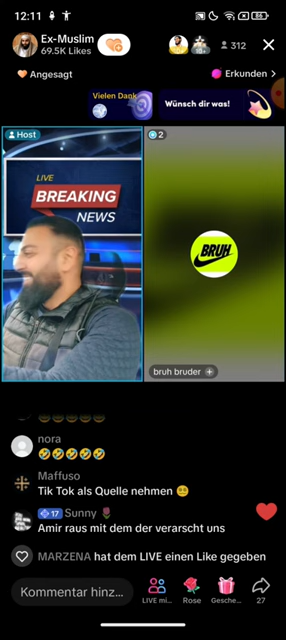 12:11
86
Ex-Muslim
69.5K Likes
10+
312
Angesagt
Erkunden >
Vielen Dank
Wünsch dir was!
Host
2
LIVE
BREAKING
NEWS
BRUH
bruh bruder +
nora
🤣🤣🤣🤣🤣
Maffuso
Tik Tok als Quelle nehmen 😌
17 Sunny 🌷
Amir raus mit dem der verarscht uns
MARZENA hat dem LIVE einen Like gegeben
Kommentar hinz...
LIVE mi...
Rose
Gesche...
27